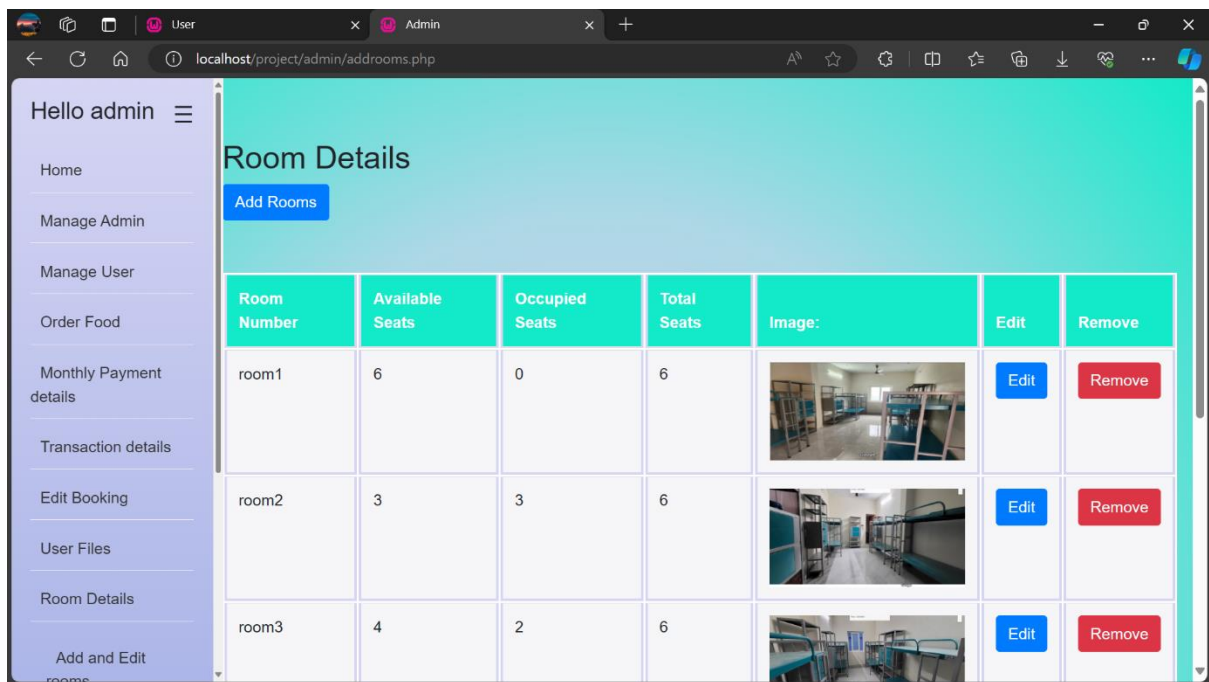 User
Admin
localhost/project/admin/addrooms.php
Hello admin
Home
Manage Admin
Manage User
Order Food
Monthly Payment
details
Transaction details
Edit Booking
User Files
Room Details
Add and Edit
rooms
Room Details
Add Rooms
Room Number Available Seats Occupied Seats Total Seats Image: Edit Remove
room1 6 0 6 Edit Remove
room2 3 3 6 Edit Remove
room3 4 2 6 Edit Remove